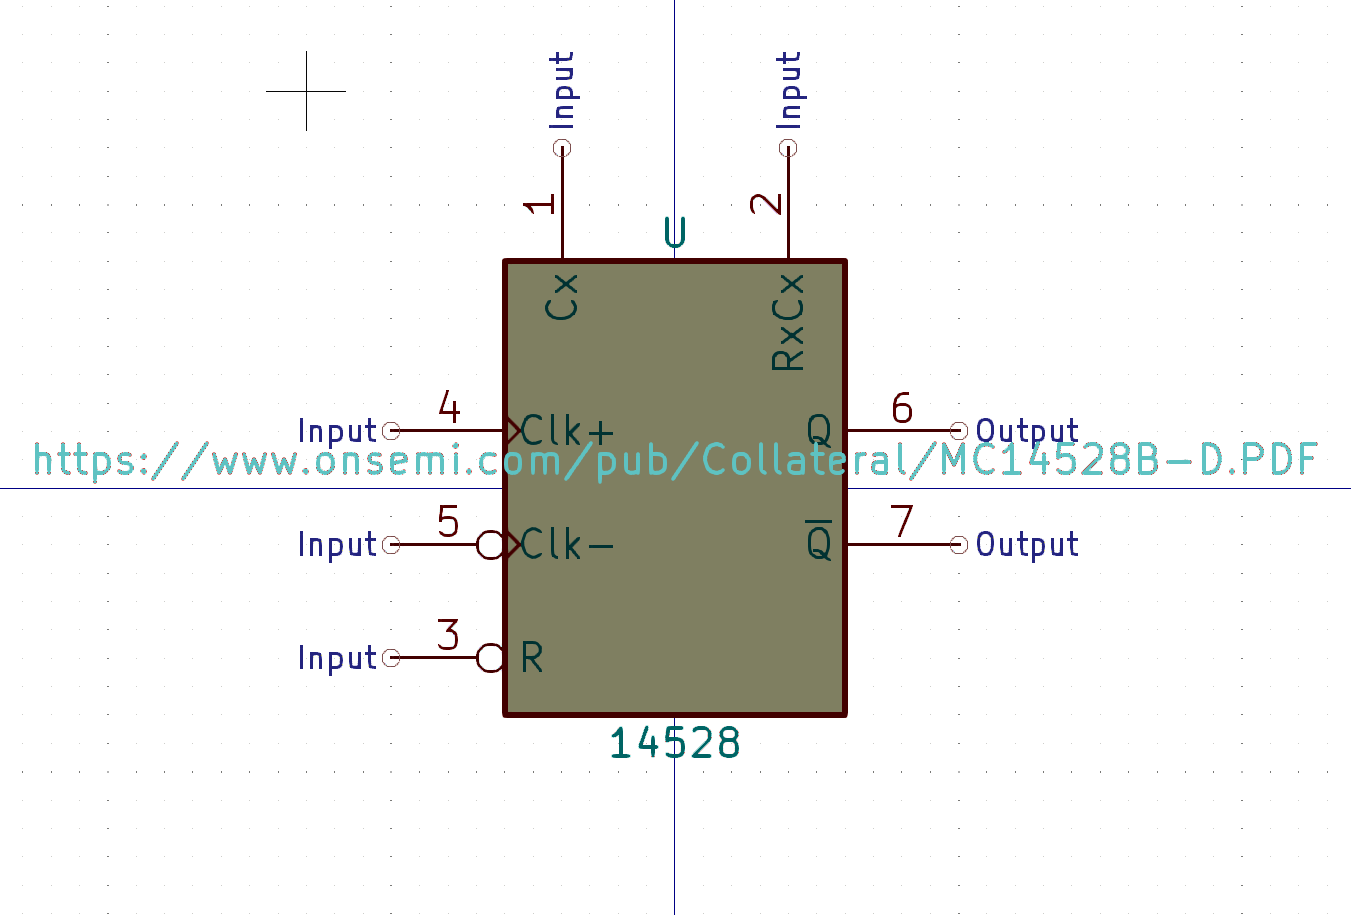 Input
Input
1
2
U
Cx
RxCx
Input
4
Clk+
Q
6
Output
https://www.onsemi.com/pub/Collateral/MC14528B-D.PDF
Input
5
Clk-
Q̅
7
Output
Input
3
R
14528